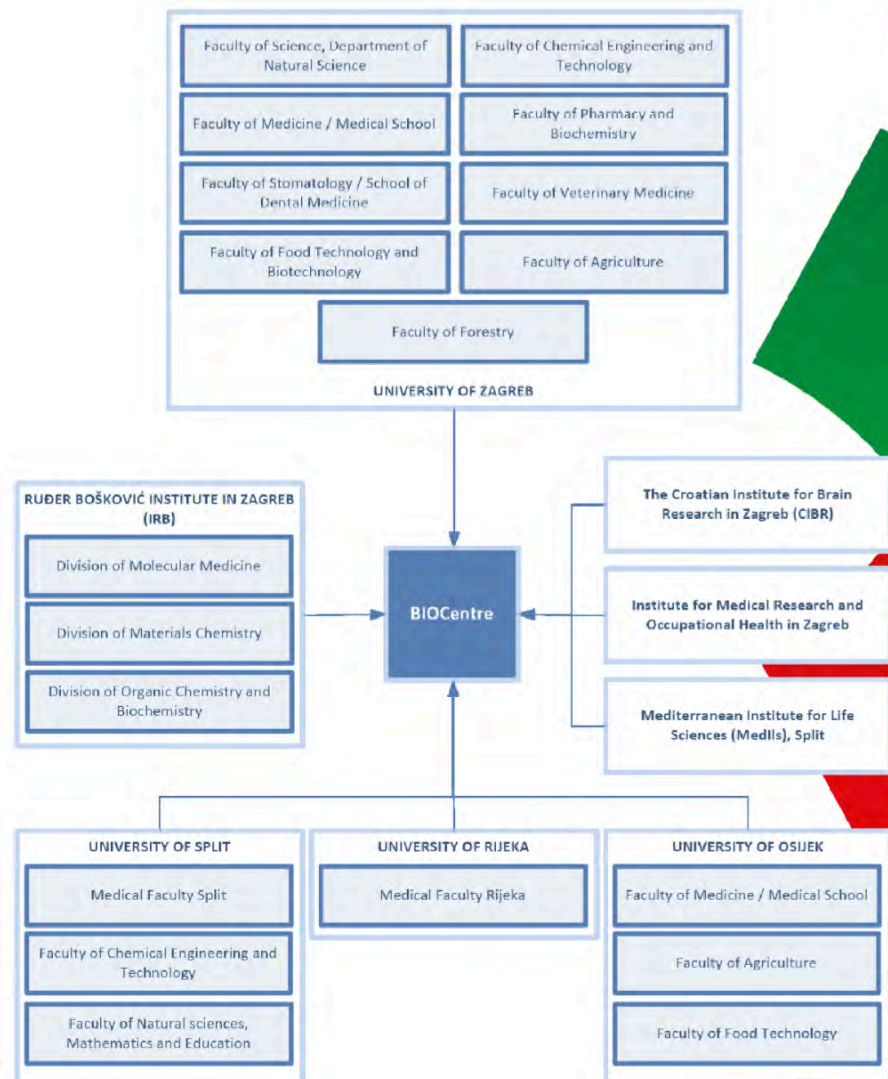 Faculty of Science, Department of
Natural Science
Faculty of Chemical Engineering and
Technology
Faculty of Medicine / Medical School
Faculty of Pharmacy and
Biochemistry
Faculty of Stomatology / School of
Dental Medicine
Faculty of Veterinary Medicine
Faculty of Food Technology and
Biotechnology
Faculty of Agriculture
Faculty of Forestry
UNIVERSITY OF ZAGREB
RUĐER BOŠKOVIĆ INSTITUTE IN ZAGREB
(IRB)
Division of Molecular Medicine
Division of Materials Chemistry
Division of Organic Chemistry and
Biochemistry
BIOCentre
The Croatian Institute for Brain
Research in Zagreb (CIBR)
Institute for Medical Research and
Occupational Health in Zagreb
Mediterranean Institute for Life
Sciences (MedILs), Split
UNIVERSITY OF SPLIT
Medical Faculty Split
Faculty of Chemical Engineering and
Technology
Faculty of Natural sciences,
Mathematics and Education
UNIVERSITY OF RIJEKA
Medical Faculty Rijeka
UNIVERSITY OF OSIJEK
Faculty of Medicine / Medical School
Faculty of Agriculture
Faculty of Food Technology